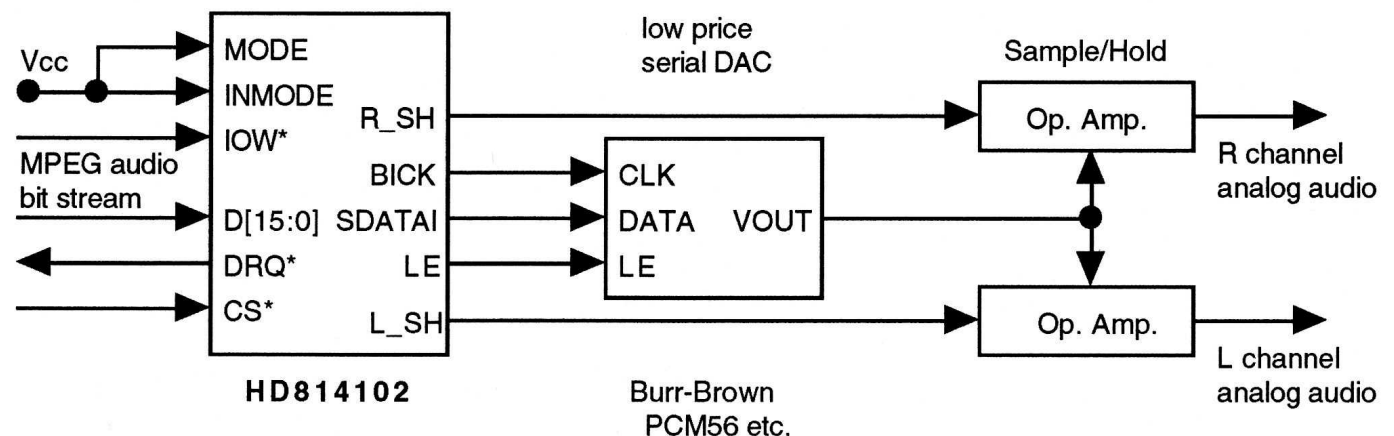 low price
serial DAC
Sample/Hold
Vcc
MODE
INMODE
IOW*
MPEG audio
bit stream
D[15:0]
DRQ*
CS*
R_SH
BICK
SDATAI
LE
L_SH
HD814102
CLK
DATA
LE
VOUT
Burr-Brown
PCM56 etc.
Op. Amp.
R channel
analog audio
Op. Amp.
L channel
analog audio